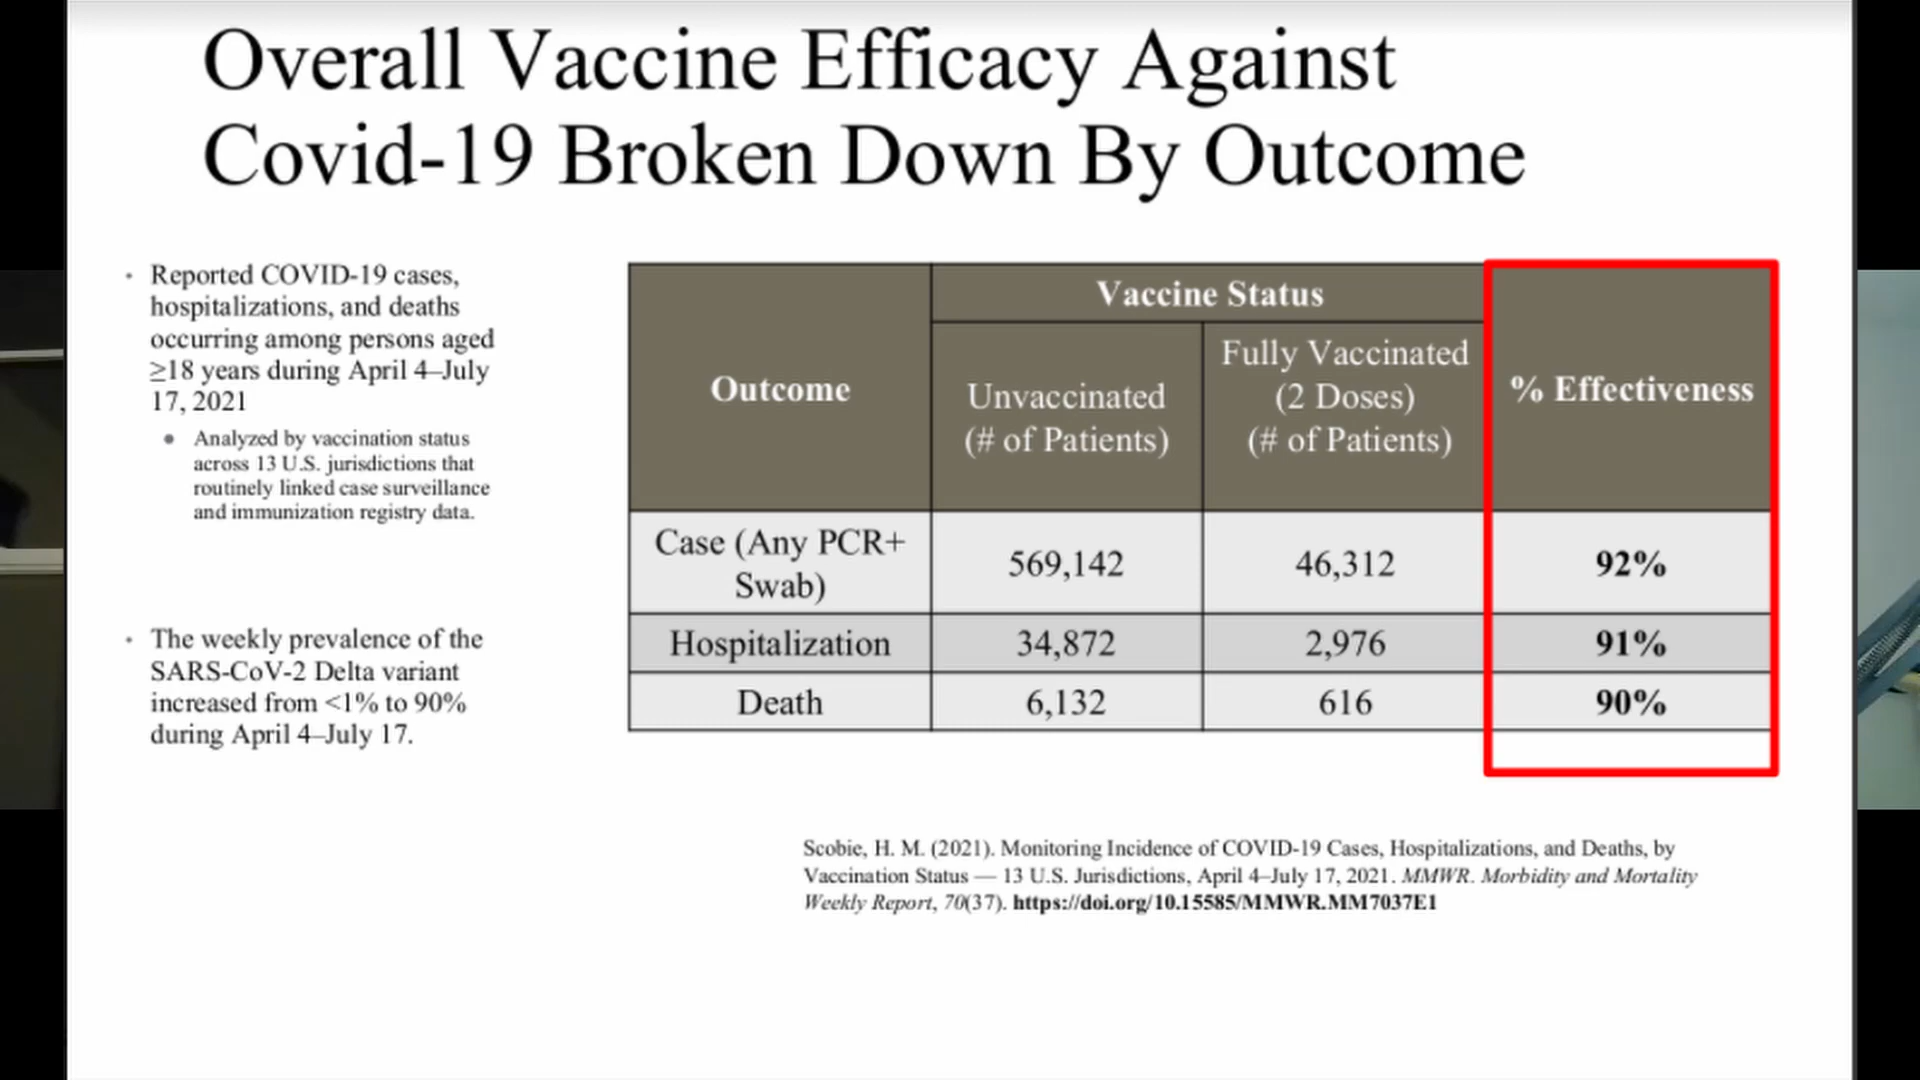 Overall Vaccine Efficacy Against
Covid-19 Broken Down By Outcome
• Reported COVID-19 cases,
hospitalizations, and deaths
occurring among persons aged
≥18 years during April 4–July
17, 2021
• Analyzed by vaccination status
across 13 U.S. jurisdictions that
routinely linked case surveillance
and immunization registry data.
• The weekly prevalence of the
SARS-CoV-2 Delta variant
increased from <1% to 90%
during April 4–July 17.
Outcome
Vaccine Status
Unvaccinated
(# of Patients)
Fully Vaccinated
(2 Doses)
(# of Patients)
% Effectiveness
Case (Any PCR+
Swab)
569,142
46,312
92%
Hospitalization
34,872
2,976
91%
Death
6,132
616
90%
Scobie, H. M. (2021). Monitoring Incidence of COVID-19 Cases, Hospitalizations, and Deaths, by
Vaccination Status — 13 U.S. Jurisdictions, April 4–July 17, 2021. MMWR. Morbidity and Mortality
Weekly Report, 70(37). https://doi.org/10.15585/MMWR.MM7037E1